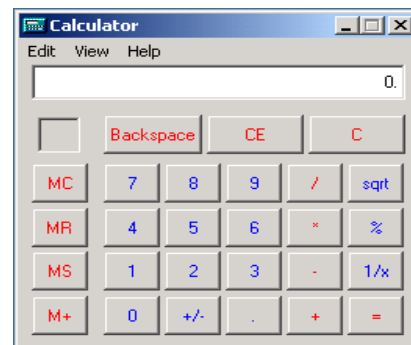 Calculator
Edit View Help
0.
Backspace CE C
MC 7 8 9 / sqrt
MR 4 5 6 * %
MS 1 2 3 - 1/x
M+ 0 +/- . + =